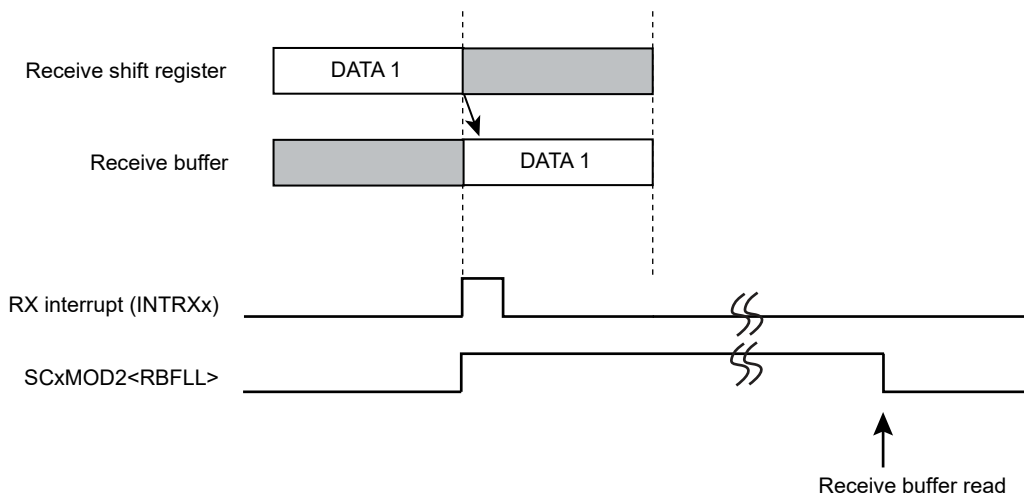 Receive shift register
DATA 1
Receive buffer
DATA 1
RX interrupt (INTRXx)
SCxMOD2<RBFLL>
Receive buffer read